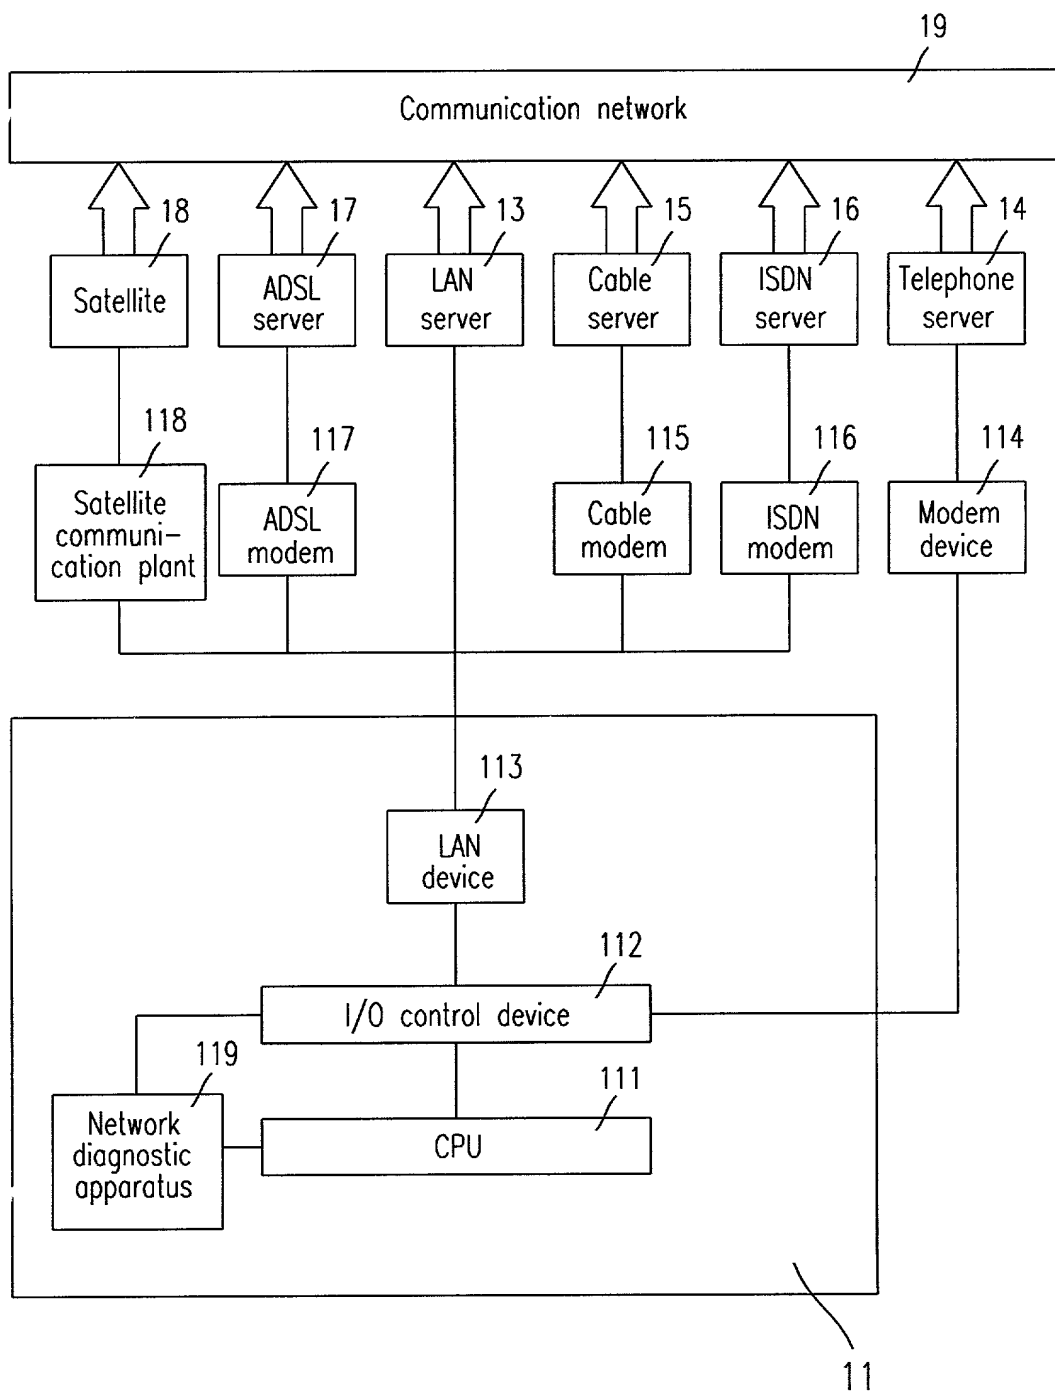 19
Communication network
18
17
13
15
16
14
Satellite
ADSL
server
LAN
server
Cable
server
ISDN
server
Telephone
server
118
117
115
116
114
Satellite
communi-
cation plant
ADSL
modem
Cable
modem
ISDN
modem
Modem
device
113
LAN
device
112
I/O control device
119
111
Network
diagnostic
apparatus
CPU
11